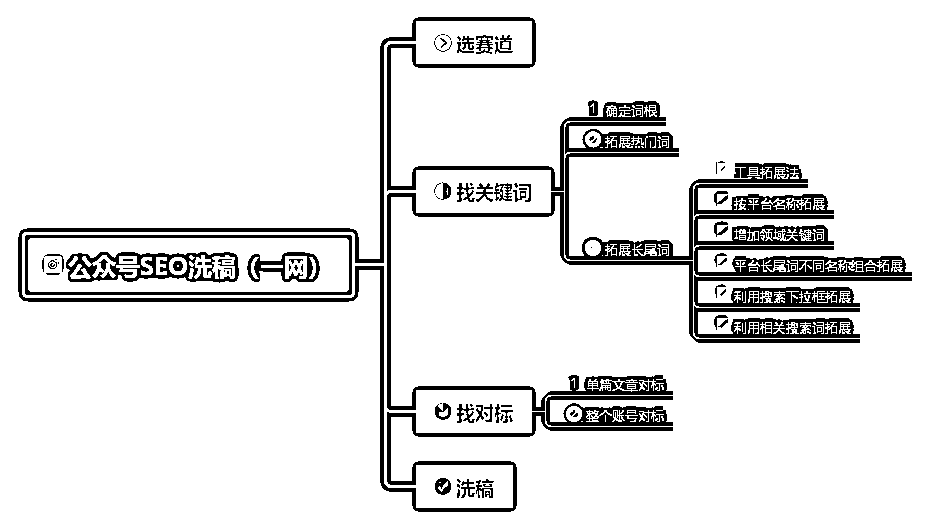 公众号SEO洗稿（一网）
选赛道
找关键词
1 确定词根
拓展热门词
拓展长尾词
工具拓展法
按平台名称拓展
增加领域关键词
平台长尾词不同名称组合拓展
利用搜索下拉框拓展
利用相关搜索词拓展
找对标
1 单篇文章对标
整个账号对标
洗稿